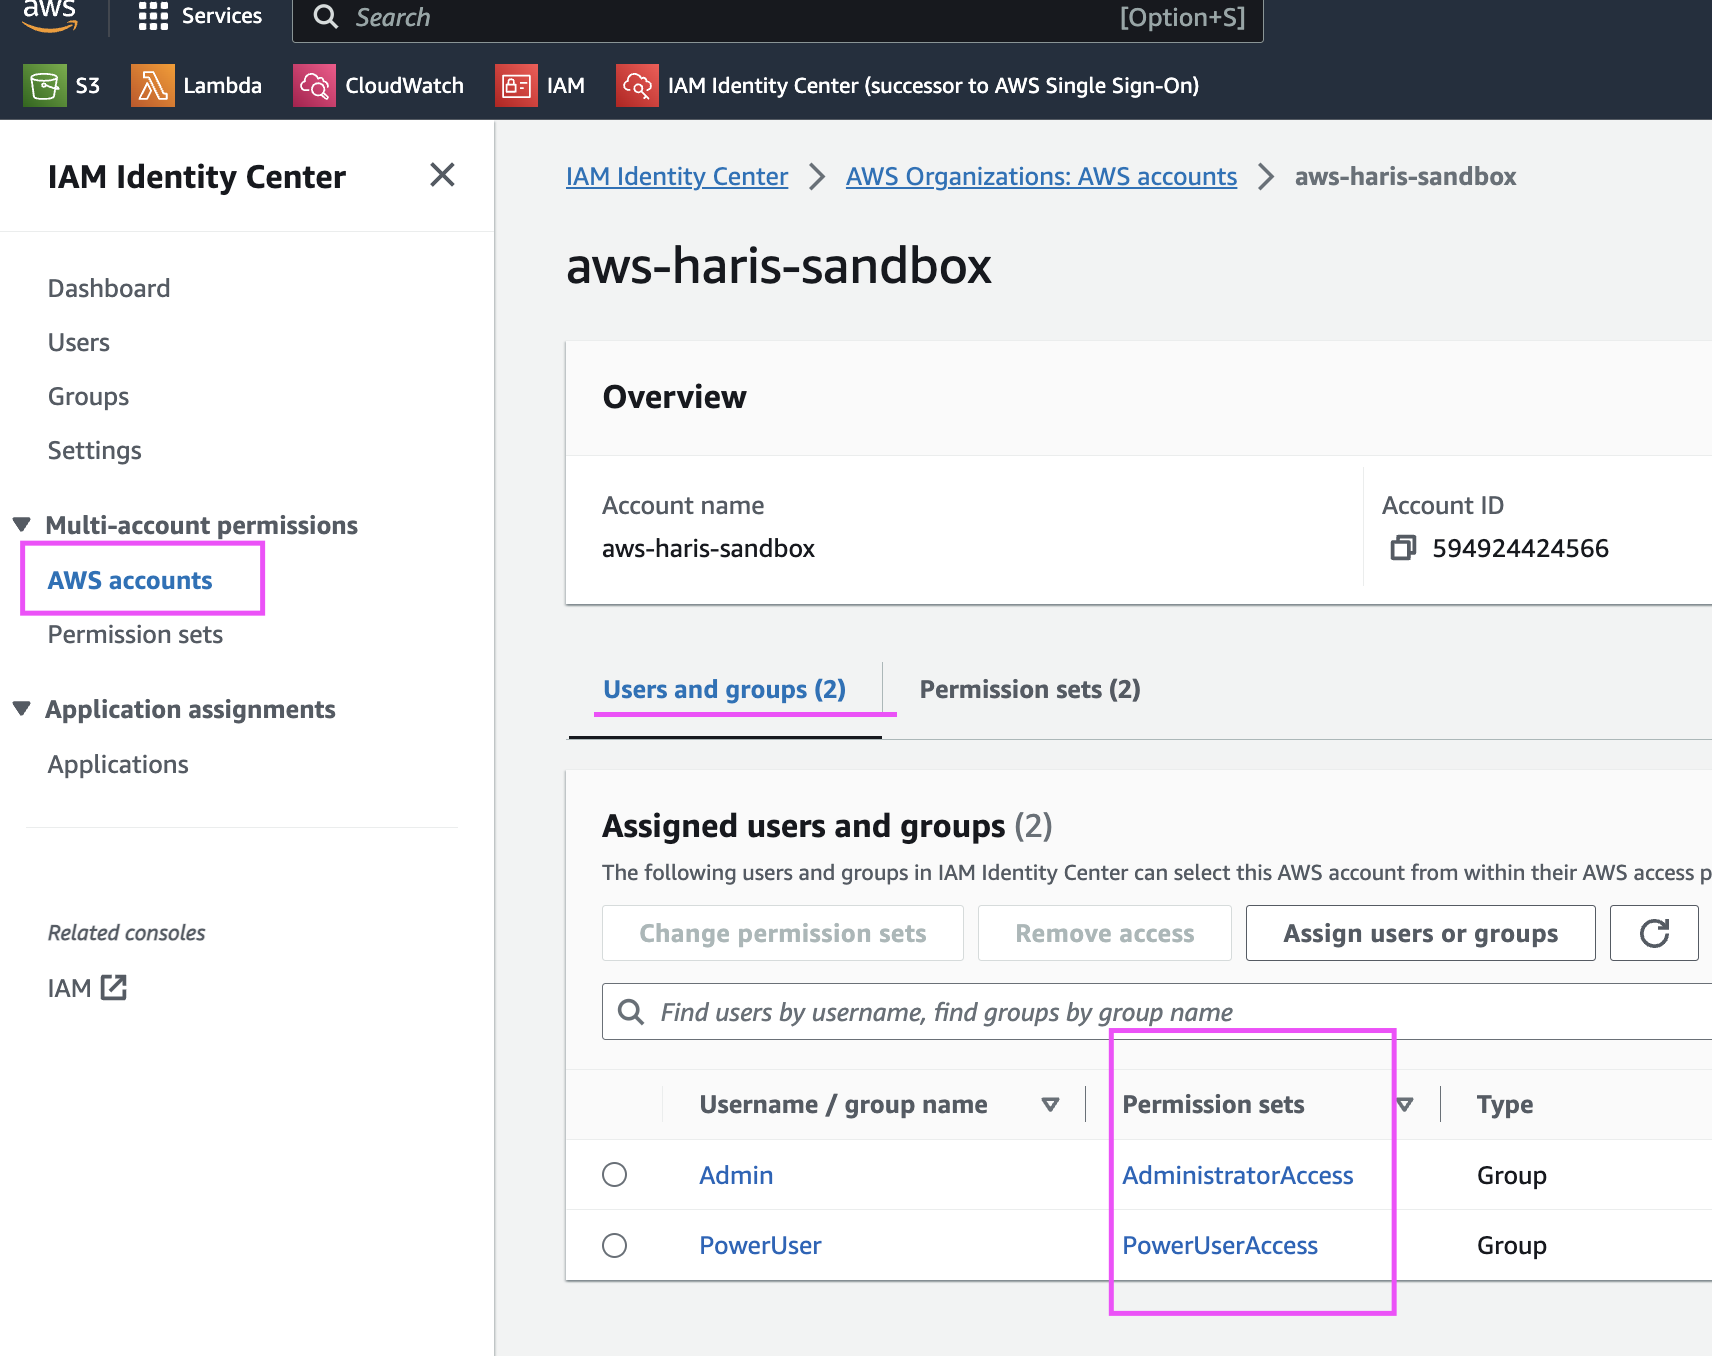 aws
Services
Search [Option+S]
S3 Lambda CloudWatch IAM IAM Identity Center (successor to AWS Single Sign-On)
IAM Identity Center
Dashboard
Users
Groups
Settings
Multi-account permissions
AWS accounts
Permission sets
Application assignments
Applications
Related consoles
IAM
IAM Identity Center AWS Organizations: AWS accounts aws-haris-sandbox
aws-haris-sandbox
Overview
Account name
aws-haris-sandbox
Account ID
594924424566
Users and groups (2) Permission sets (2)
Assigned users and groups (2)
The following users and groups in IAM Identity Center can select this AWS account from within their AWS access p
Change permission sets Remove access Assign users or groups
Find users by username, find groups by group name
Username / group name Permission sets Type
Admin AdministratorAccess Group
PowerUser PowerUserAccess Group